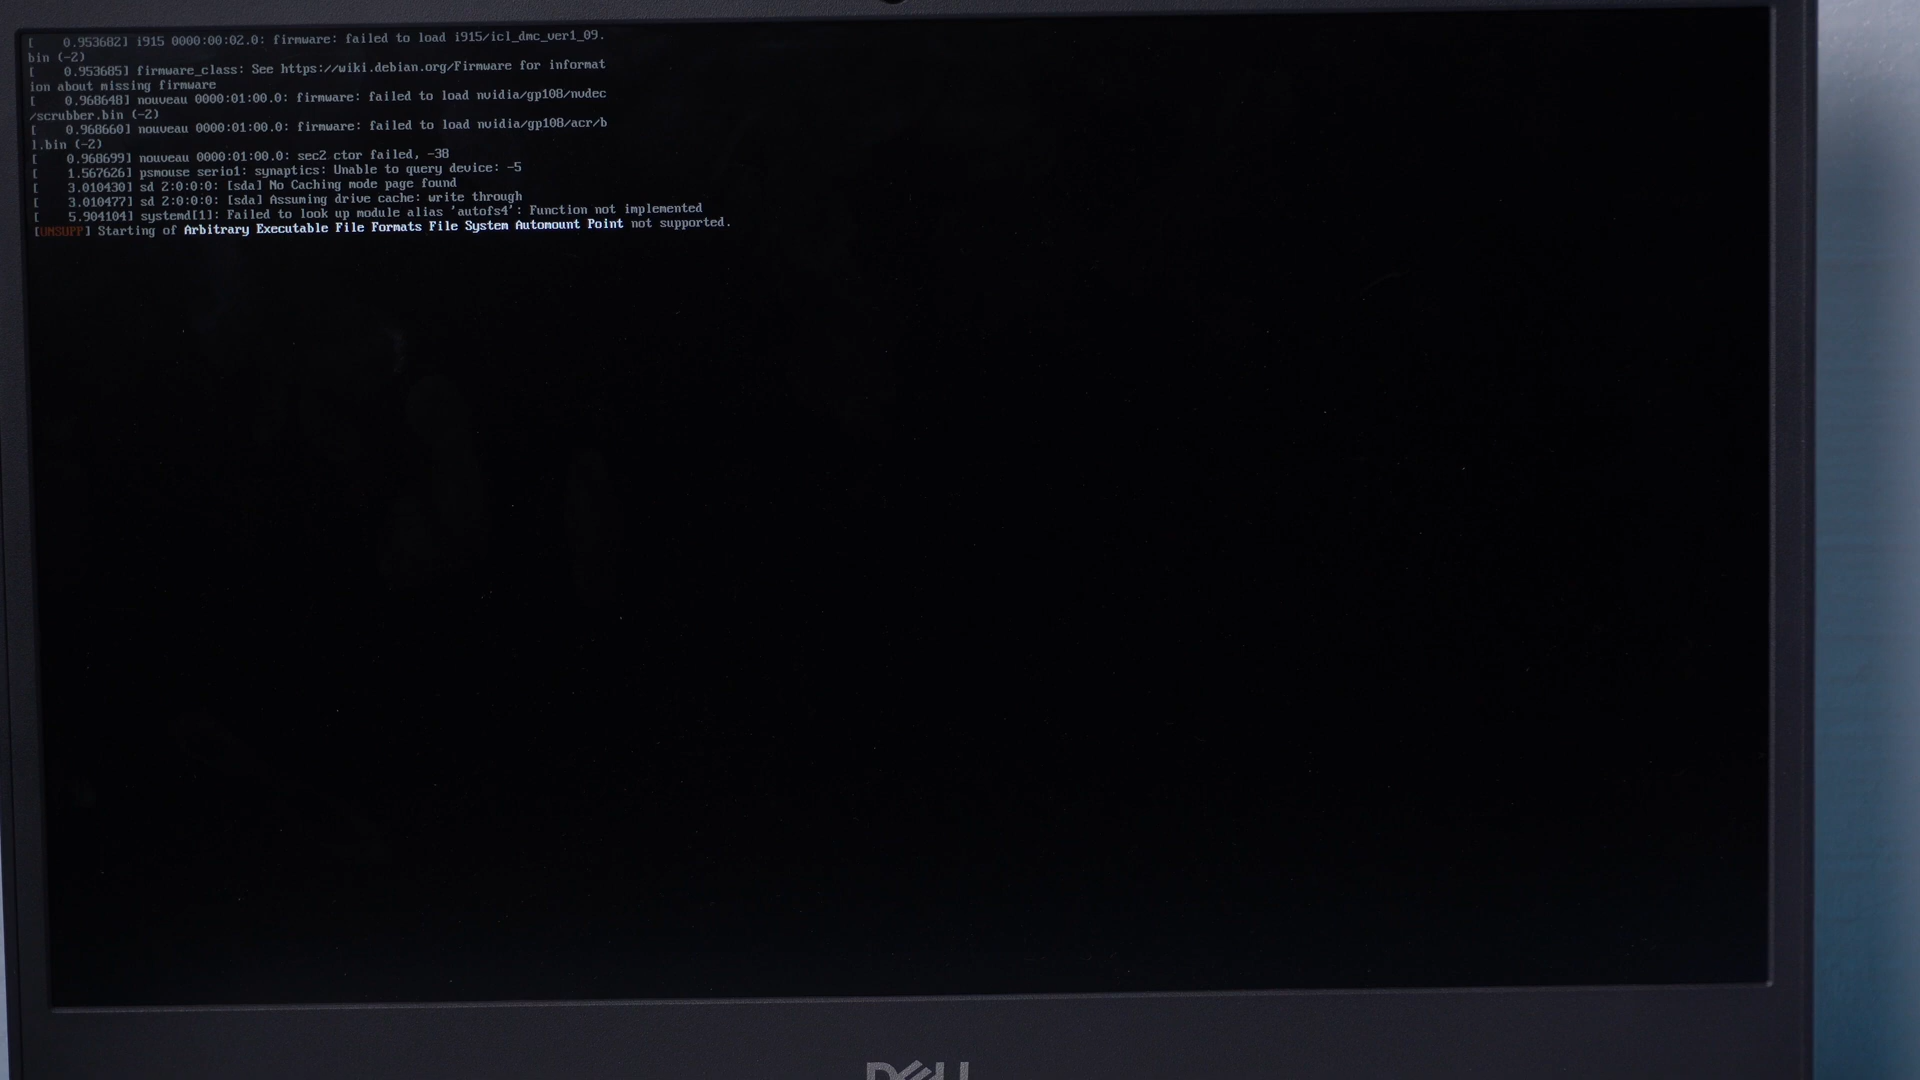 [    0.953682] i915 0000:00:02.0: firmware: failed to load i915/icl_dmc_ver1_09.
bin (-2)
[    0.953685] firmware_class: See https://wiki.debian.org/Firmware for informat
ion about missing firmware
[    0.968648] nouveau 0000:01:00.0: firmware: failed to load nvidia/gp108/nvdec
/scrubber.bin (-2)
[    0.968660] nouveau 0000:01:00.0: firmware: failed to load nvidia/gp108/acr/b
l.bin (-2)
[    0.968699] nouveau 0000:01:00.0: sec2 ctor failed, -38
[    1.567626] psmouse serio1: synaptics: Unable to query device: -5
[    3.010430] sd 2:0:0:0: [sda] No Caching mode page found
[    3.010477] sd 2:0:0:0: [sda] Assuming drive cache: write through
[    5.904104] systemd[1]: Failed to look up module alias 'autofs4': Function not implemented
[UNSUPP] Starting of Arbitrary Executable File Formats File System Automount Point not supported.
DELL